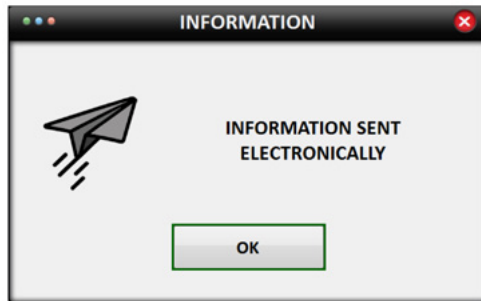 INFORMATION
INFORMATION SENT
ELECTRONICALLY
OK